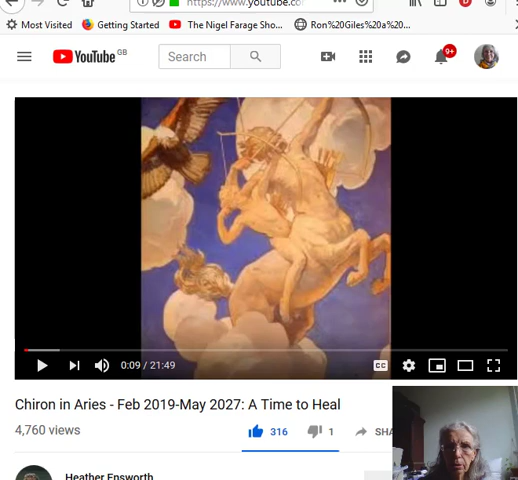 https://www.youtube.co
Most Visited Getting Started The Nigel Farage Sho... Ron%20Giles%20a%20...
YouTube GB
Search
9+
0:09 / 21:49
CC
Chiron in Aries - Feb 2019-May 2027: A Time to Heal
4,760 views 316 1 SHA
Heather Ensworth